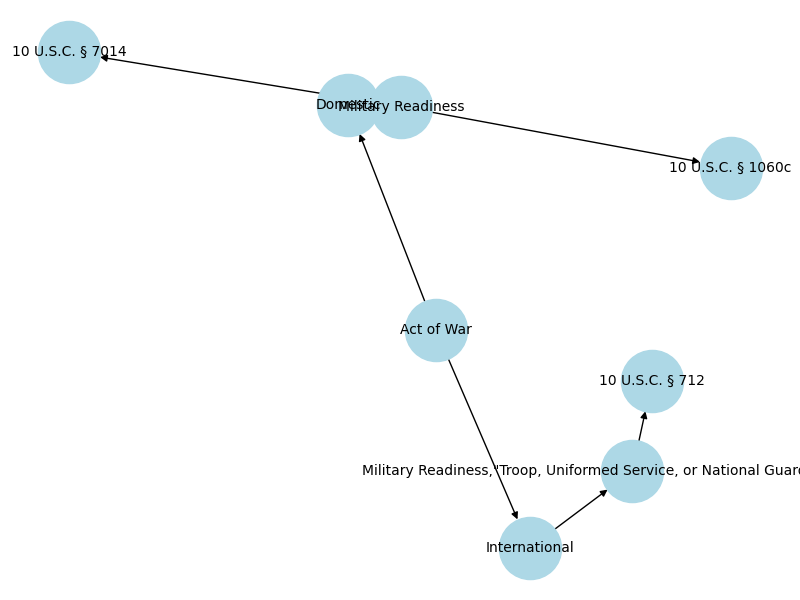 10 U.S.C. § 7014
Domestic
Military Readiness
10 U.S.C. § 1060c
Act of War
10 U.S.C. § 712
Military Readiness,"Troop, Uniformed Service, or National Guar
International